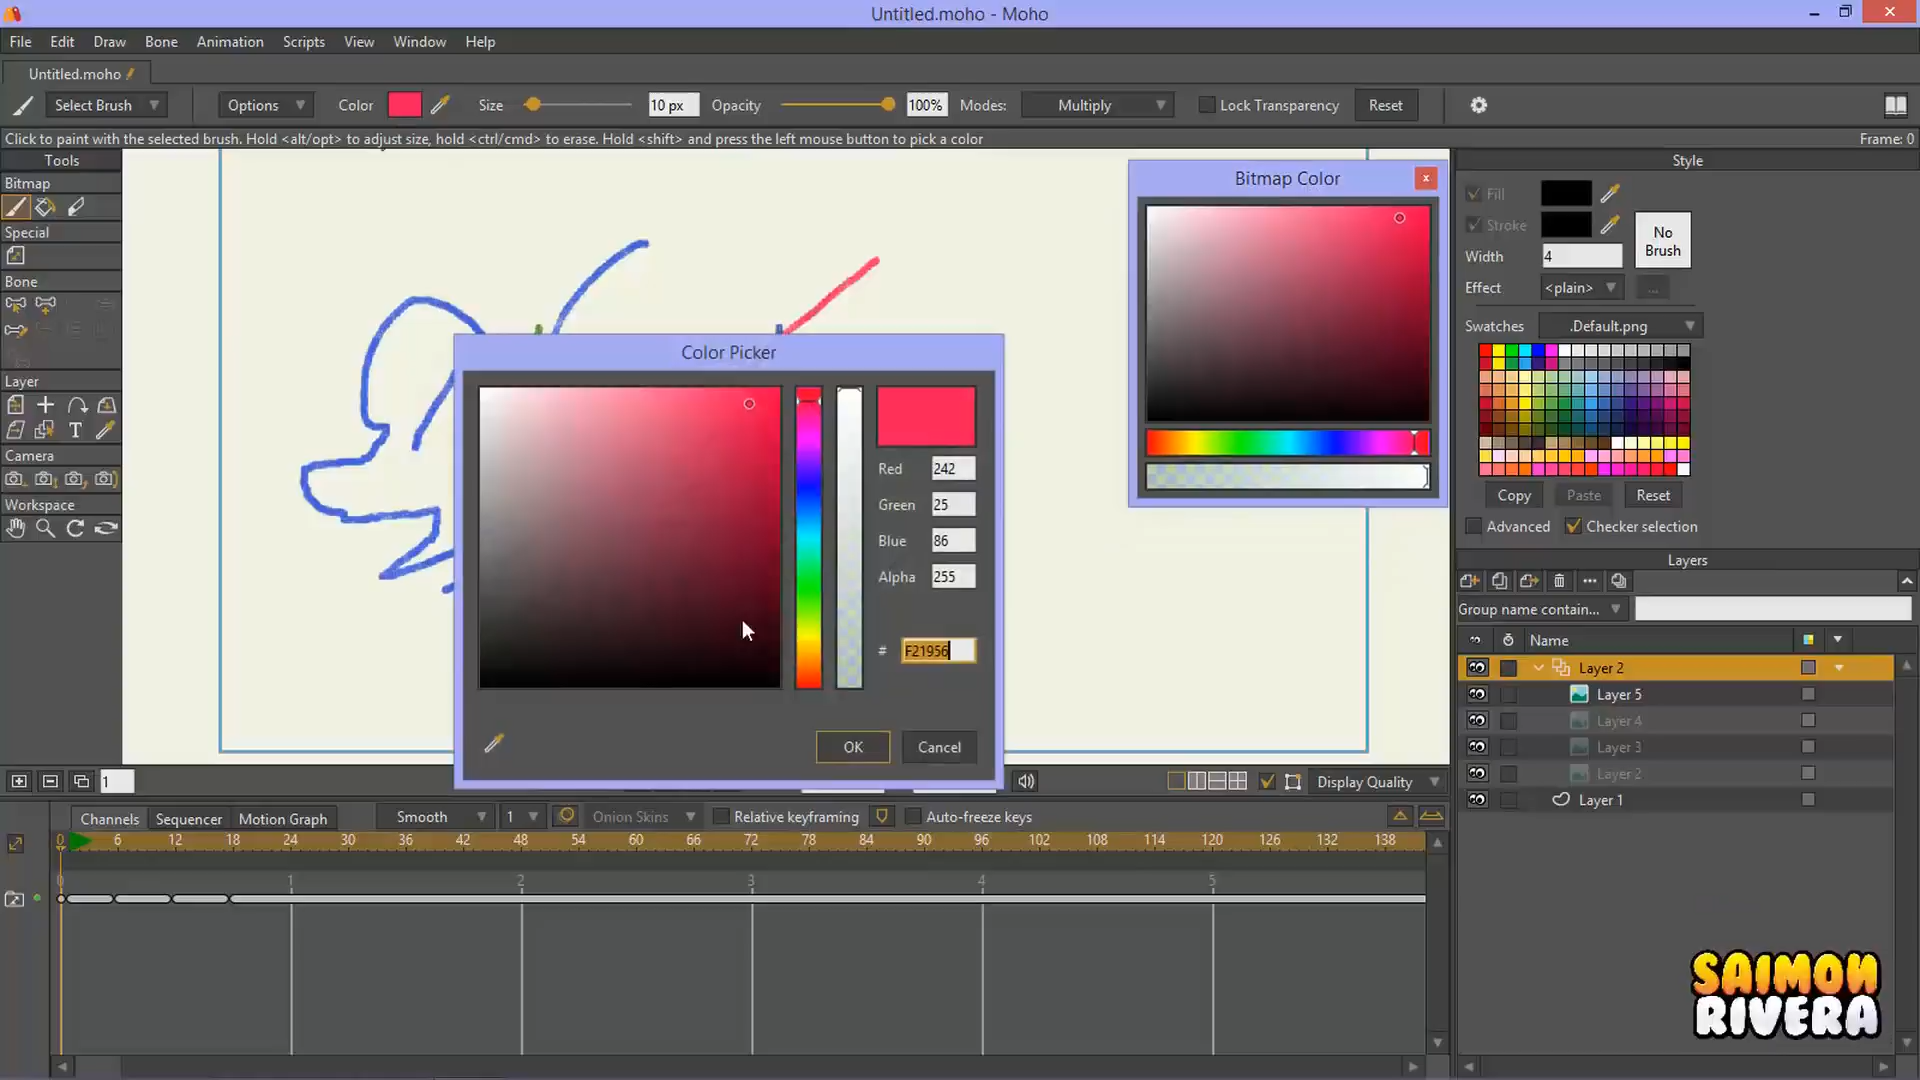 Untitled.moho - Moho
File Edit Draw Bone Animation Scripts View Window Help
Untitled.moho
Select Brush Options Color Size 10 px Opacity 100% Modes: Multiply Lock Transparency Reset
Click to paint with the selected brush. Hold <alt/opt> to adjust size, hold <ctrl/cmd> to erase. Hold <shift> and press the left mouse button to pick a color
Frame: 0
Tools
Bitmap
Special
Bone
Layer
T
Camera
Workspace
Color Picker
Red 242
Green 25
Blue 86
Alpha 255
# F21956
OK Cancel
Bitmap Color
x
Style
Fill
Stroke
No Brush
Width 4
Effect <plain> ...
Swatches .Default.png
Copy Paste Reset
Advanced Checker selection
Layers
Group name contain...
Name
Layer 2
Layer 5
Layer 4
Layer 3
Layer 2
Layer 1
1
Display Quality
Channels Sequencer Motion Graph Smooth 1 Onion Skins Relative keyframing Auto-freeze keys
0 6 12 18 24 30 36 42 48 54 60 66 72 78 84 90 96 102 108 114 120 126 132 138
0 1 2 3 4 5
SAIMON
RIVERA